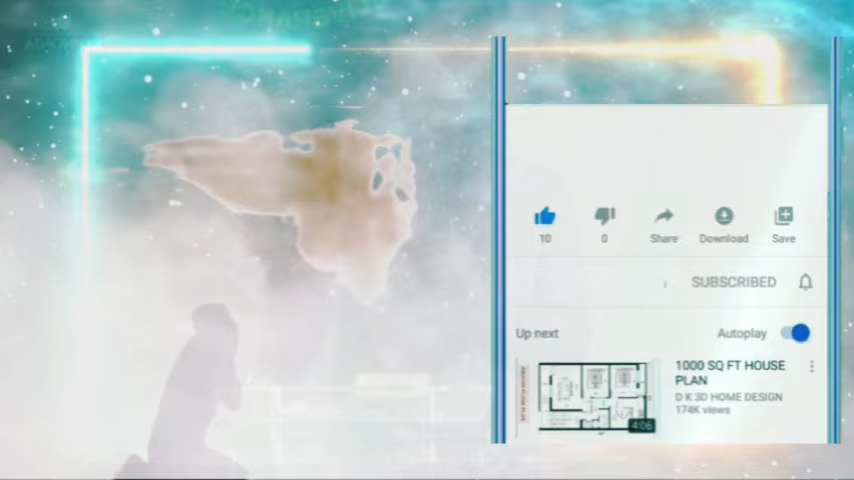 10
0
Share
Download
Save
SUBSCRIBED
Up next
Autoplay
1000 SQ FT HOUSE
PLAN
D K 3D HOME DESIGN
174K views
4:06